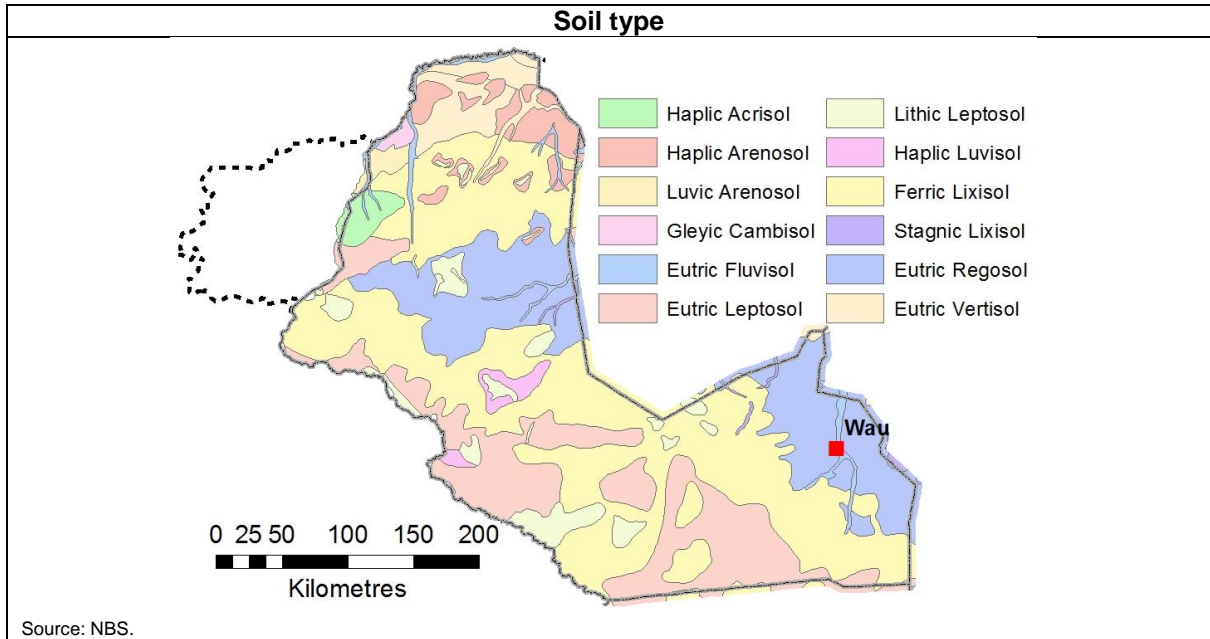 Soil type
Haplic Acrisol
Haplic Arenosol
Luvic Arenosol
Gleyic Cambisol
Eutric Fluvisol
Eutric Leptosol
Lithic Leptosol
Haplic Luvisol
Ferric Lixisol
Stagnic Lixisol
Eutric Regosol
Eutric Vertisol
Wau
0 25 50 100 150 200
Kilometres
Source: NBS.